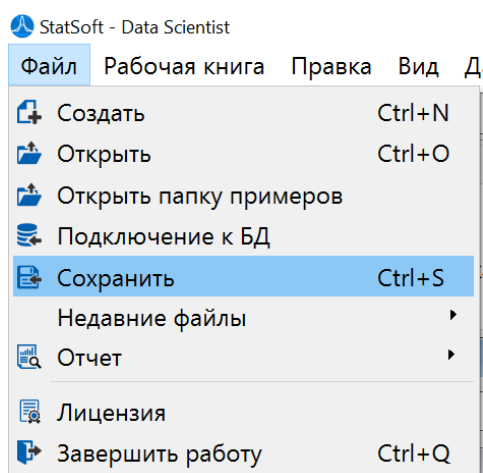 StatSoft - Data Scientist
Файл Рабочая книга Правка Вид
Создать Ctrl+N
Открыть Ctrl+O
Открыть папку примеров
Подключение к БД
Сохранить Ctrl+S
Недавние файлы
Отчет
Лицензия
Завершить работу Ctrl+Q